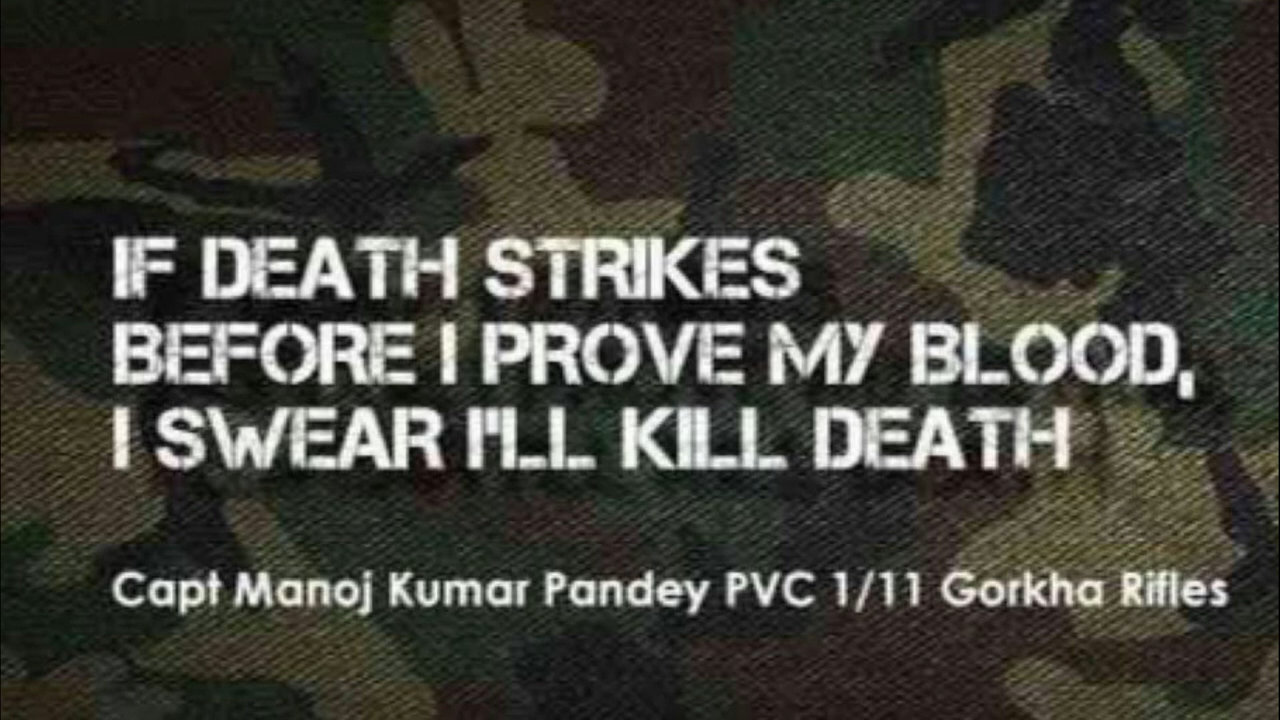 IF DEATH STRIKES
BEFORE I PROVE MY BLOOD,
I SWEAR I'LL KILL DEATH
Capt Manoj Kumar Pandey PVC 1/11 Gorkha Rifles